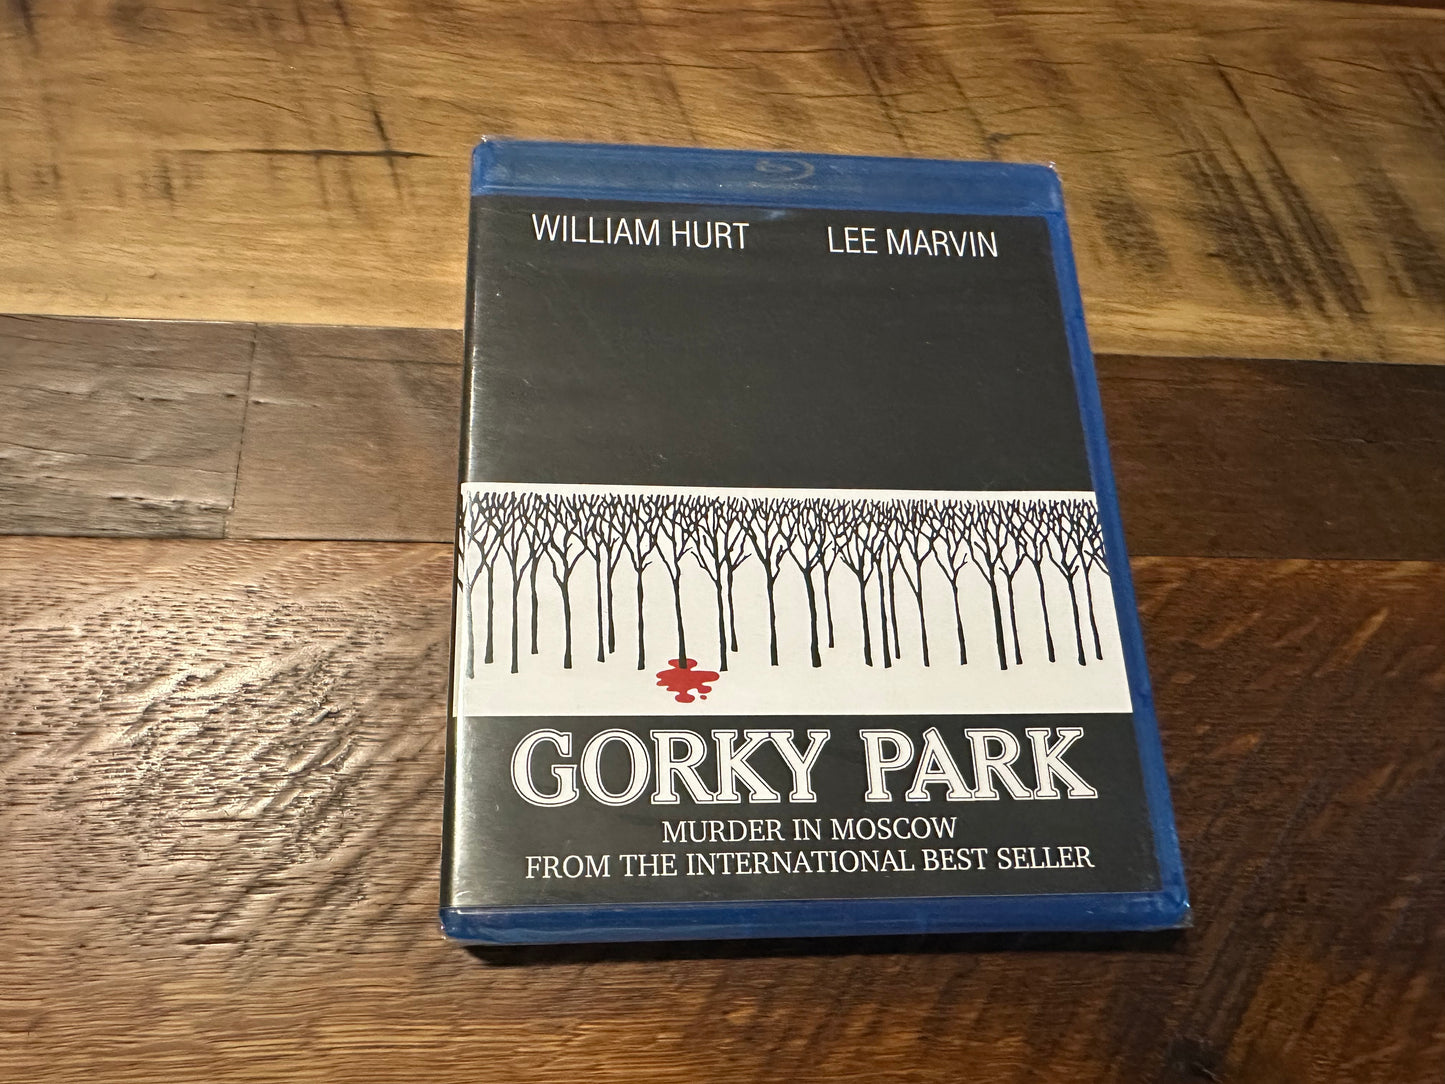 WILLIAM HURT LEE MARVIN
GORKY PARK
MURDER IN MOSCOW
FROM THE INTERNATIONAL BEST SELLER